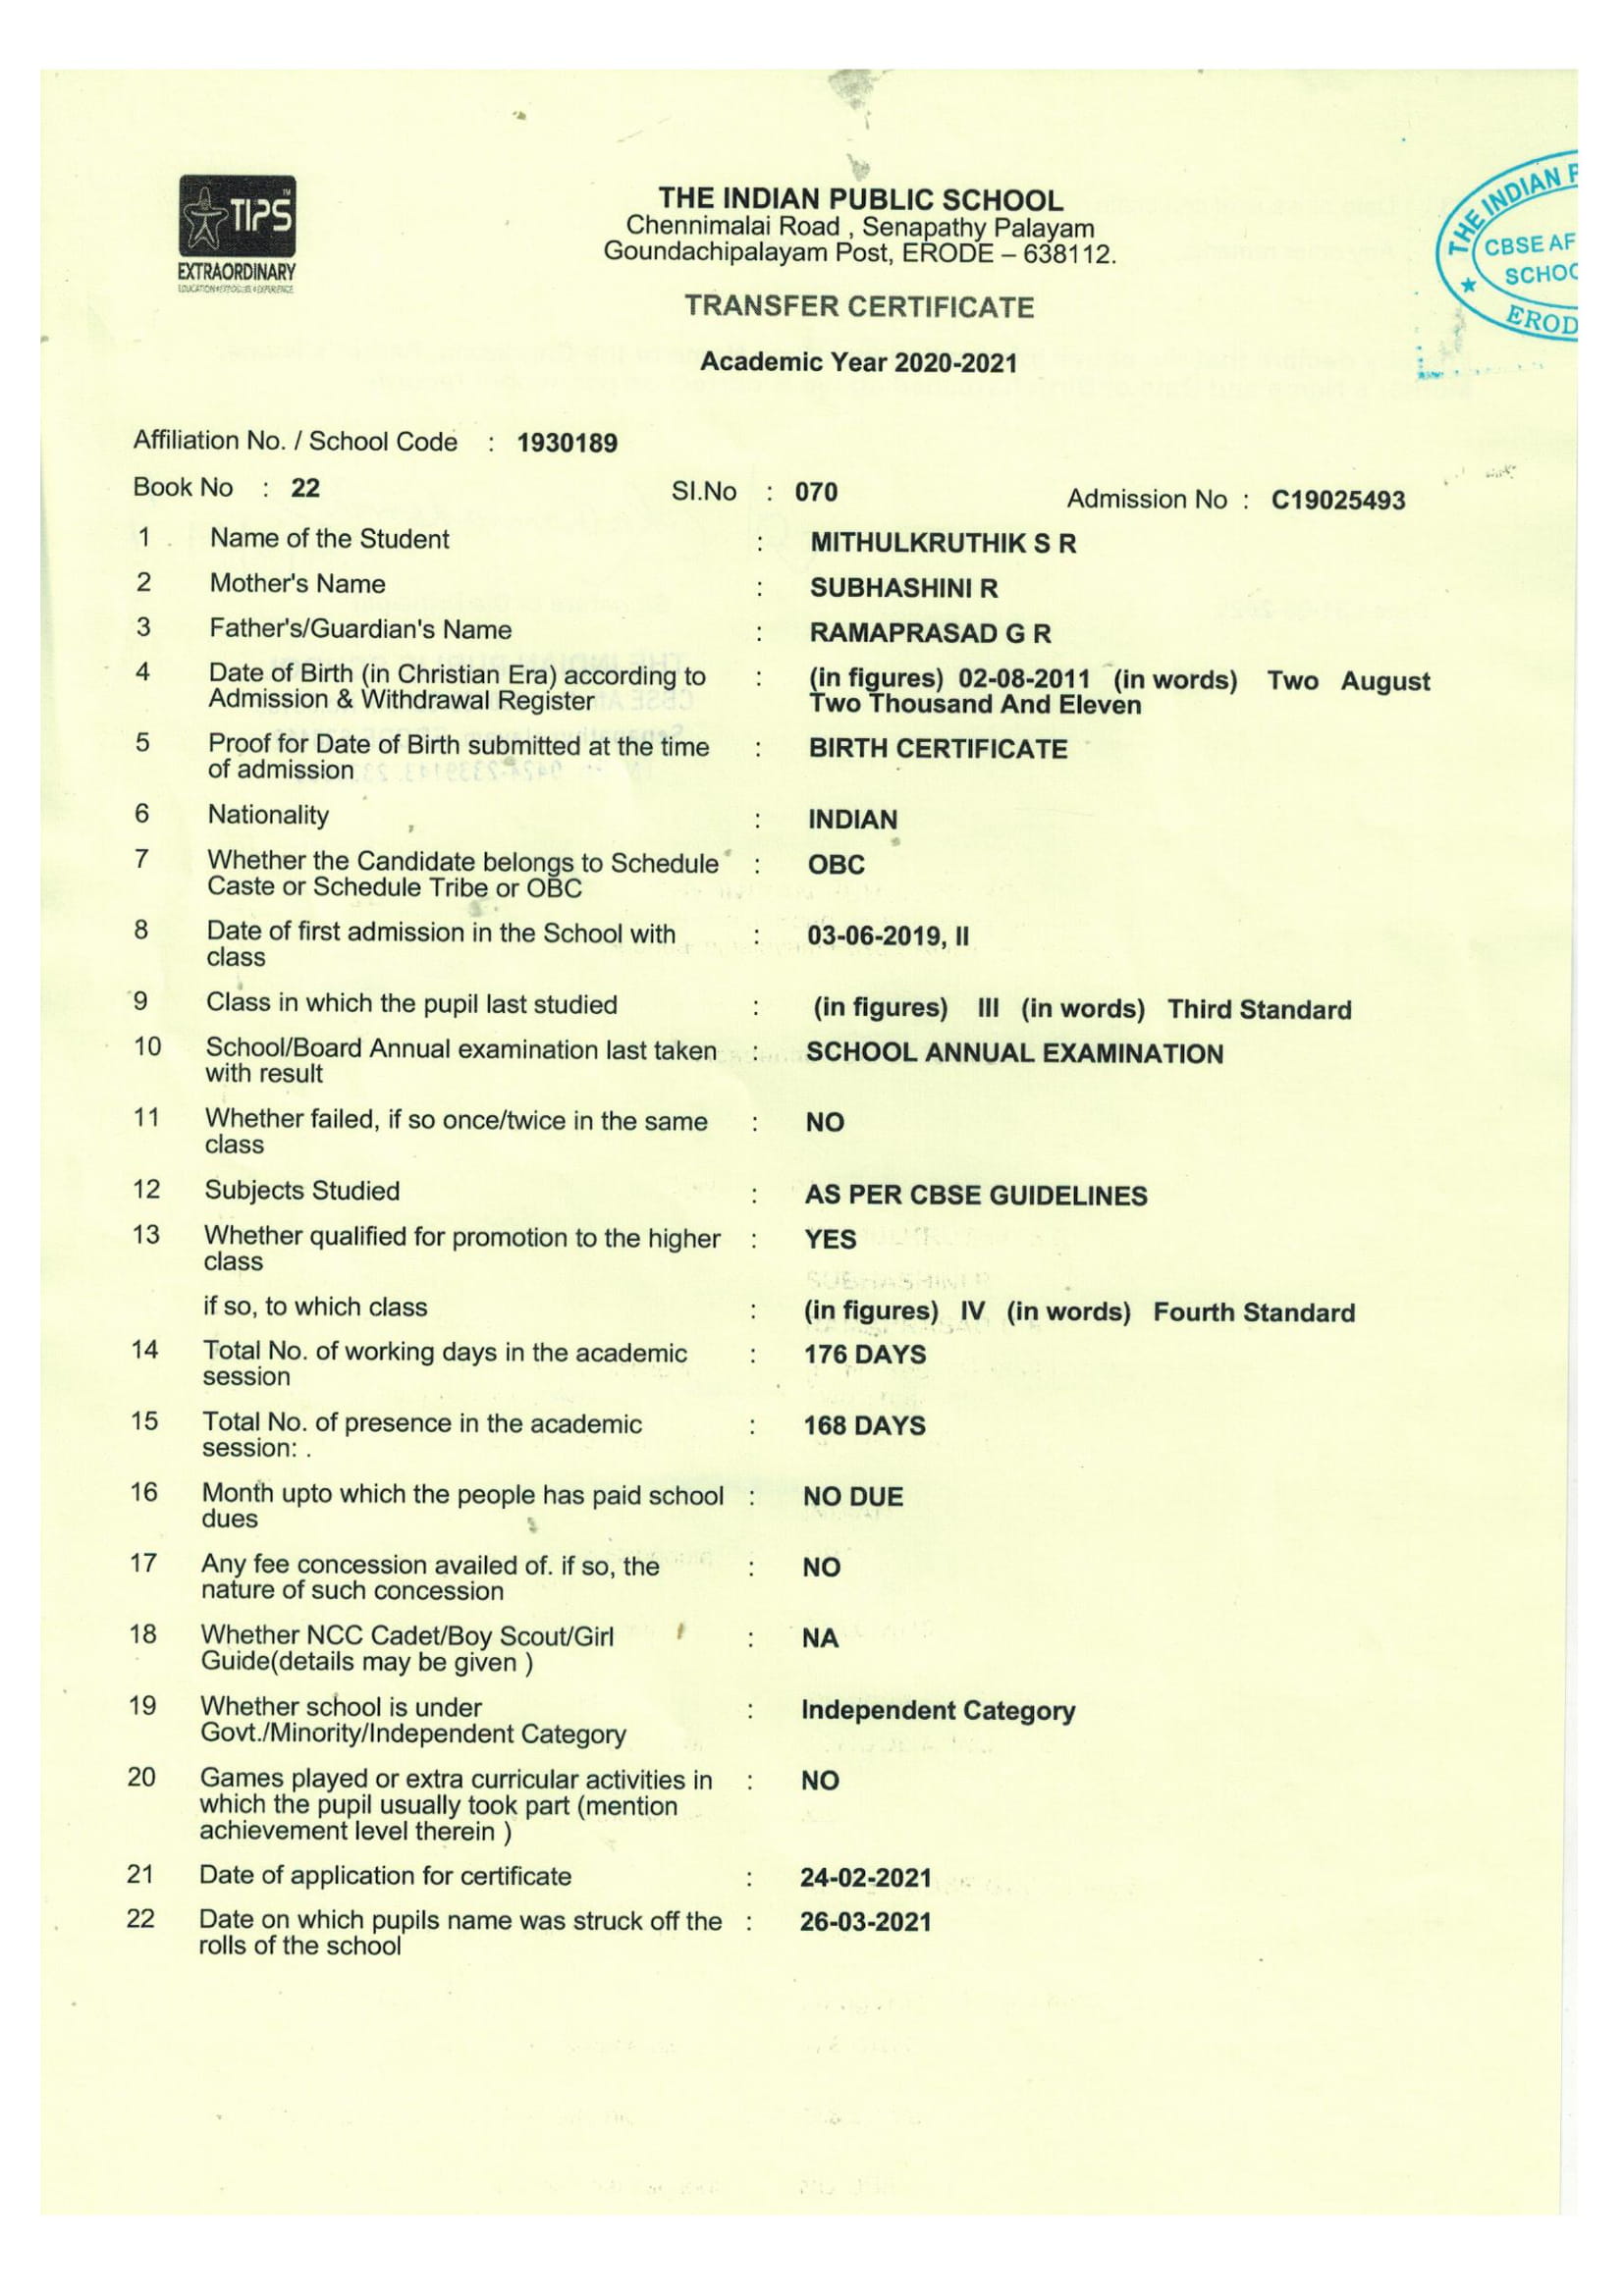 TIPS
TM
EXTRAORDINARY
THE INDIAN PUBLIC SCHOOL
Chennimalai Road , Senapathy Palayam
Goundachipalayam Post, ERODE – 638112.
TRANSFER CERTIFICATE
Academic Year 2020-2021
THE INDIAN P
CBSE AF
SCHOO
EROD
Affiliation No. / School Code : 1930189
Book No : 22 SI.No : 070 Admission No : C19025493
1 Name of the Student : MITHULKRUTHIK S R
2 Mother's Name : SUBHASHINI R
3 Father's/Guardian's Name : RAMAPRASAD G R
4 Date of Birth (in Christian Era) according to : (in figures) 02-08-2011 (in words) Two August
Admission & Withdrawal Register Two Thousand And Eleven
5 Proof for Date of Birth submitted at the time : BIRTH CERTIFICATE
of admission
6 Nationality : INDIAN
7 Whether the Candidate belongs to Schedule : OBC
Caste or Schedule Tribe or OBC
8 Date of first admission in the School with : 03-06-2019, II
class
9 Class in which the pupil last studied : (in figures) III (in words) Third Standard
10 School/Board Annual examination last taken : SCHOOL ANNUAL EXAMINATION
with result
11 Whether failed, if so once/twice in the same : NO
class
12 Subjects Studied : AS PER CBSE GUIDELINES
13 Whether qualified for promotion to the higher : YES
class
if so, to which class : (in figures) IV (in words) Fourth Standard
14 Total No. of working days in the academic : 176 DAYS
session
15 Total No. of presence in the academic : 168 DAYS
session: .
16 Month upto which the people has paid school : NO DUE
dues
17 Any fee concession availed of. if so, the : NO
nature of such concession
18 Whether NCC Cadet/Boy Scout/Girl : NA
Guide(details may be given )
19 Whether school is under : Independent Category
Govt./Minority/Independent Category
20 Games played or extra curricular activities in : NO
which the pupil usually took part (mention
achievement level therein )
21 Date of application for certificate : 24-02-2021
22 Date on which pupils name was struck off the : 26-03-2021
rolls of the school